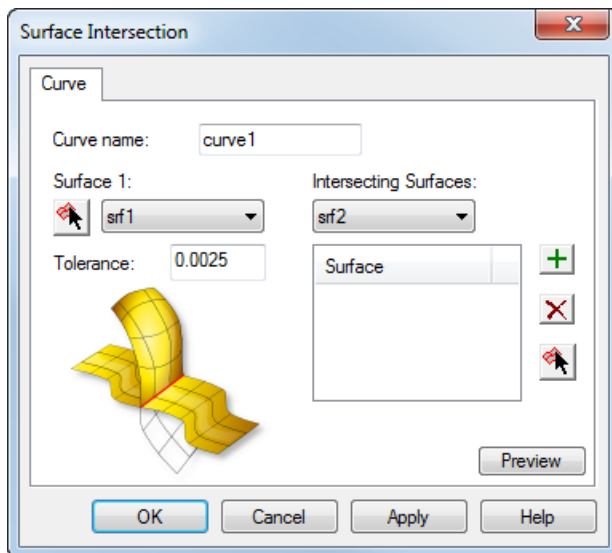 Surface Intersection
Curve
Curve name: curve1
Surface 1: Intersecting Surfaces:
srf1 srf2
Tolerance: 0.0025 Surface
Preview
OK Cancel Apply Help